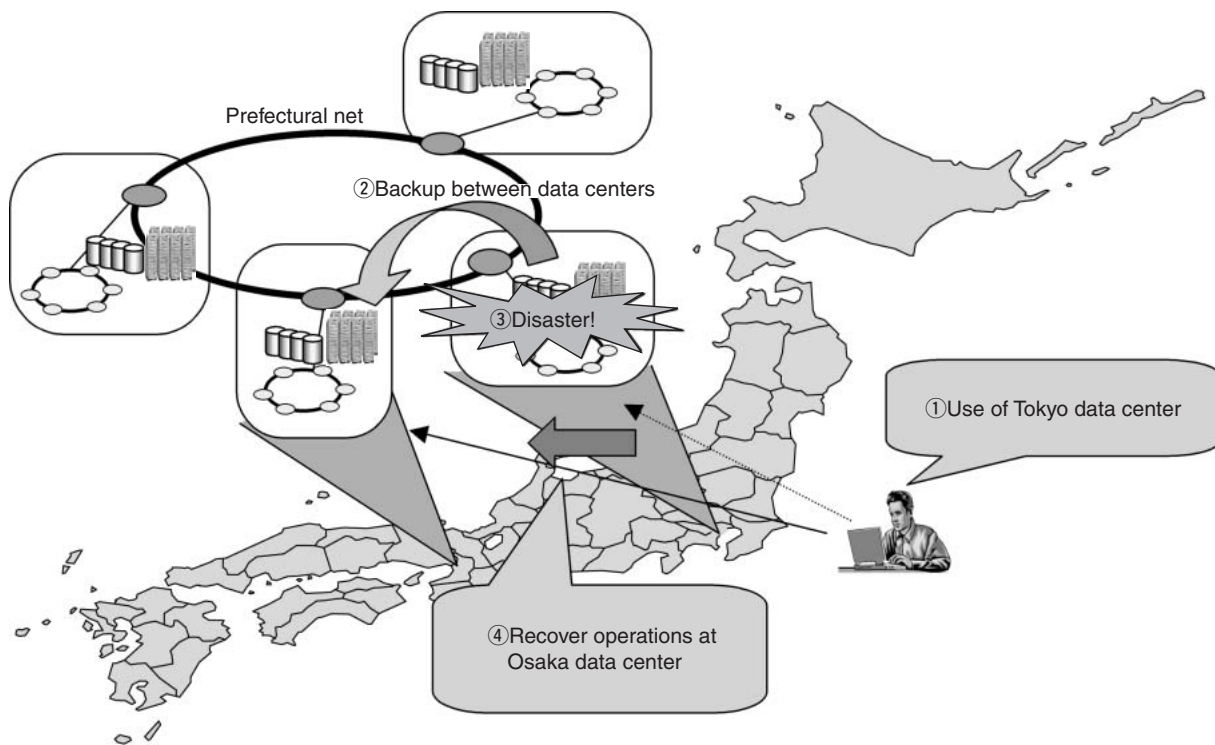 Prefectural net
②Backup between data centers
③Disaster!
①Use of Tokyo data center
④Recover operations at
Osaka data center